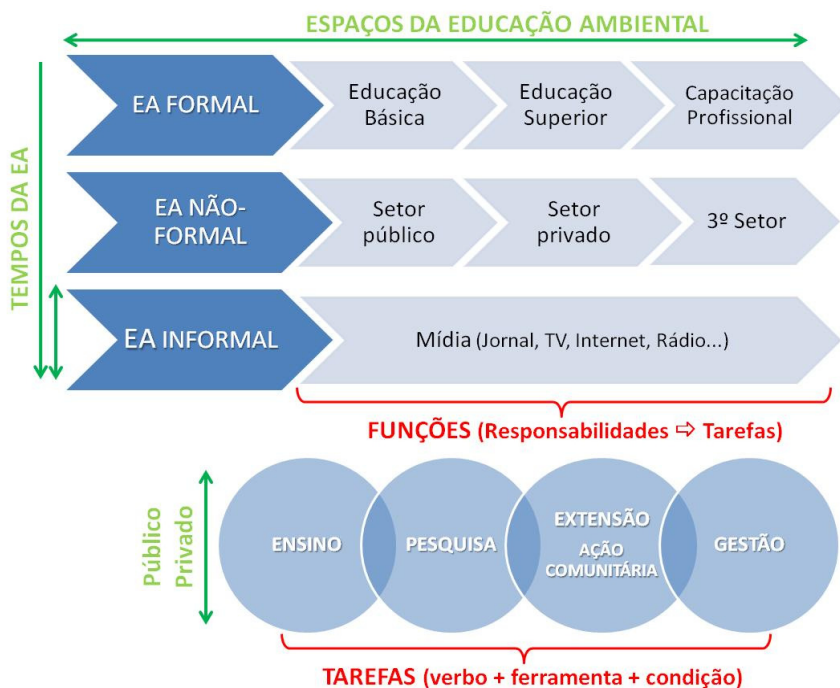 ESPAÇOS DA EDUCAÇÃO AMBIENTAL
TEMPOS DA EA
EA FORMAL
Educação
Básica
Educação
Superior
Capacitação
Profissional
EA NÃO-
FORMAL
Setor
público
Setor
privado
3º Setor
EA INFORMAL
Mídia (Jornal, TV, Internet, Rádio...)
FUNÇÕES (Responsabilidades ⇨ Tarefas)
Público
Privado
ENSINO
PESQUISA
EXTENSÃO
AÇÃO
COMUNITÁRIA
GESTÃO
TAREFAS (verbo + ferramenta + condição)